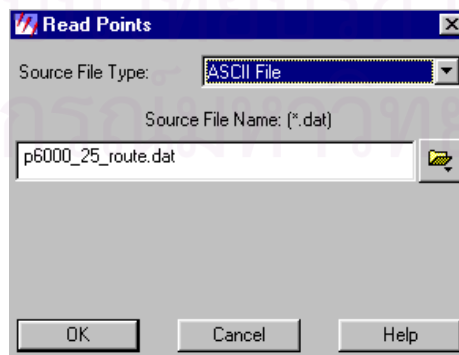 Read Points
Source File Type: ASCII File
Source File Name: (*.dat)
p6000_25_route.dat
OK Cancel Help